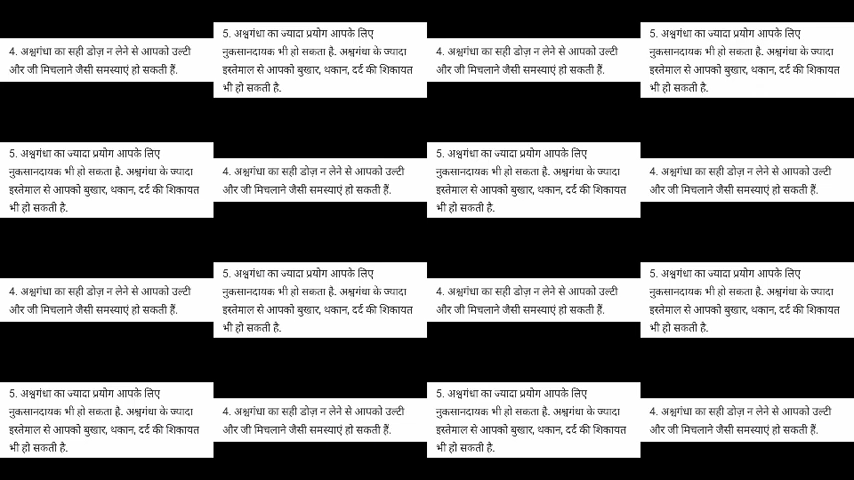 4. अश्वगंधा का सही डोज़ न लेने से आपको उल्टी
और जी मिचलाने जैसी समस्याएं हो सकती हैं.
5. अश्वगंधा का ज्यादा प्रयोग आपके लिए
नुकसानदायक भी हो सकता है. अश्वगंधा के ज्यादा
इस्तेमाल से आपको बुखार, थकान, दर्द की शिकायत
भी हो सकती है.
4. अश्वगंधा का सही डोज़ न लेने से आपको उल्टी
और जी मिचलाने जैसी समस्याएं हो सकती हैं.
5. अश्वगंधा का ज्यादा प्रयोग आपके लिए
नुकसानदायक भी हो सकता है. अश्वगंधा के ज्यादा
इस्तेमाल से आपको बुखार, थकान, दर्द की शिकायत
भी हो सकती है.
5. अश्वगंधा का ज्यादा प्रयोग आपके लिए
नुकसानदायक भी हो सकता है. अश्वगंधा के ज्यादा
इस्तेमाल से आपको बुखार, थकान, दर्द की शिकायत
भी हो सकती है.
4. अश्वगंधा का सही डोज़ न लेने से आपको उल्टी
और जी मिचलाने जैसी समस्याएं हो सकती हैं.
5. अश्वगंधा का ज्यादा प्रयोग आपके लिए
नुकसानदायक भी हो सकता है. अश्वगंधा के ज्यादा
इस्तेमाल से आपको बुखार, थकान, दर्द की शिकायत
भी हो सकती है.
4. अश्वगंधा का सही डोज़ न लेने से आपको उल्टी
और जी मिचलाने जैसी समस्याएं हो सकती हैं.
4. अश्वगंधा का सही डोज़ न लेने से आपको उल्टी
और जी मिचलाने जैसी समस्याएं हो सकती हैं.
5. अश्वगंधा का ज्यादा प्रयोग आपके लिए
नुकसानदायक भी हो सकता है. अश्वगंधा के ज्यादा
इस्तेमाल से आपको बुखार, थकान, दर्द की शिकायत
भी हो सकती है.
4. अश्वगंधा का सही डोज़ न लेने से आपको उल्टी
और जी मिचलाने जैसी समस्याएं हो सकती हैं.
5. अश्वगंधा का ज्यादा प्रयोग आपके लिए
नुकसानदायक भी हो सकता है. अश्वगंधा के ज्यादा
इस्तेमाल से आपको बुखार, थकान, दर्द की शिकायत
भी हो सकती है.
5. अश्वगंधा का ज्यादा प्रयोग आपके लिए
नुकसानदायक भी हो सकता है. अश्वगंधा के ज्यादा
इस्तेमाल से आपको बुखार, थकान, दर्द की शिकायत
भी हो सकती है.
4. अश्वगंधा का सही डोज़ न लेने से आपको उल्टी
और जी मिचलाने जैसी समस्याएं हो सकती हैं.
5. अश्वगंधा का ज्यादा प्रयोग आपके लिए
नुकसानदायक भी हो सकता है. अश्वगंधा के ज्यादा
इस्तेमाल से आपको बुखार, थकान, दर्द की शिकायत
भी हो सकती है.
4. अश्वगंधा का सही डोज़ न लेने से आपको उल्टी
और जी मिचलाने जैसी समस्याएं हो सकती हैं.